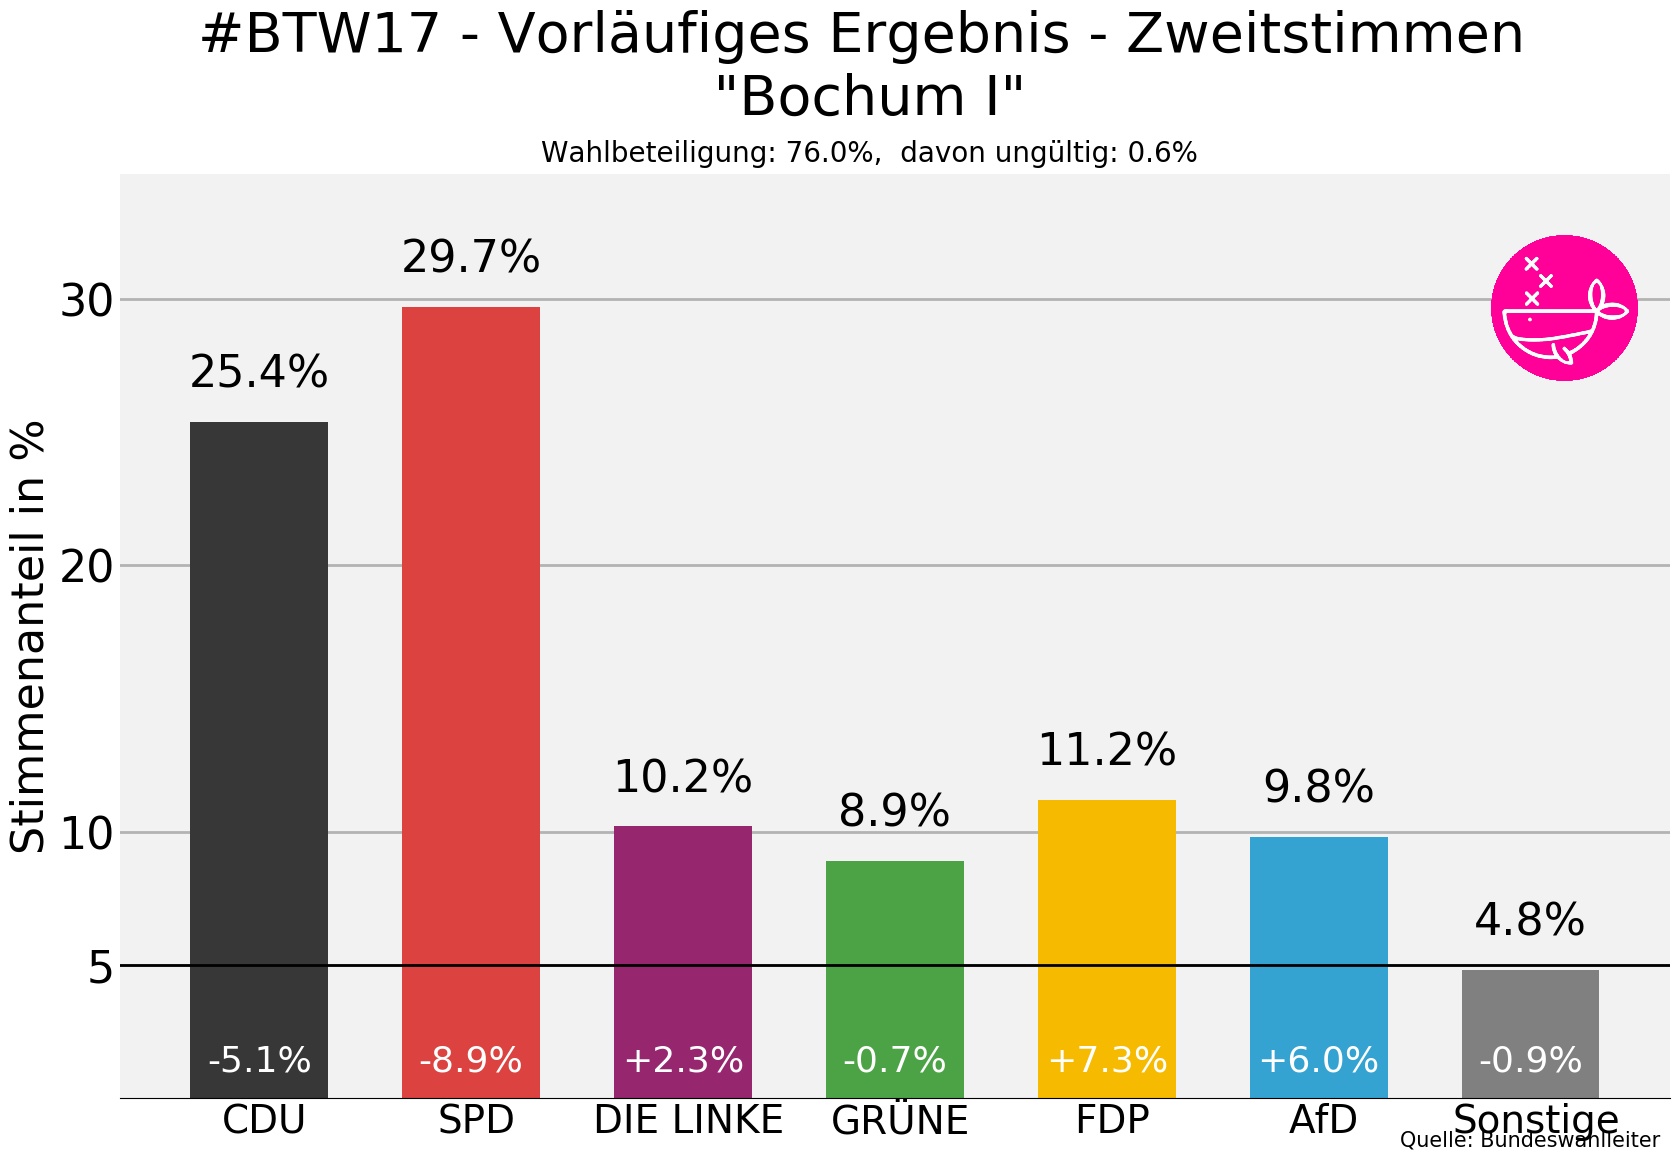 #BTW17 - Vorläufiges Ergebnis - Zweitstimmen
"Bochum I"
Wahlbeteiligung: 76.0%,  davon ungültig: 0.6%
Stimmenanteil in %
30
20
10
5
25.4%
29.7%
10.2%
8.9%
11.2%
9.8%
4.8%
-5.1%
-8.9%
+2.3%
-0.7%
+7.3%
+6.0%
-0.9%
CDU
SPD
DIE LINKE
GRÜNE
FDP
AfD
Sonstige
Quelle: Bundeswahlleiter